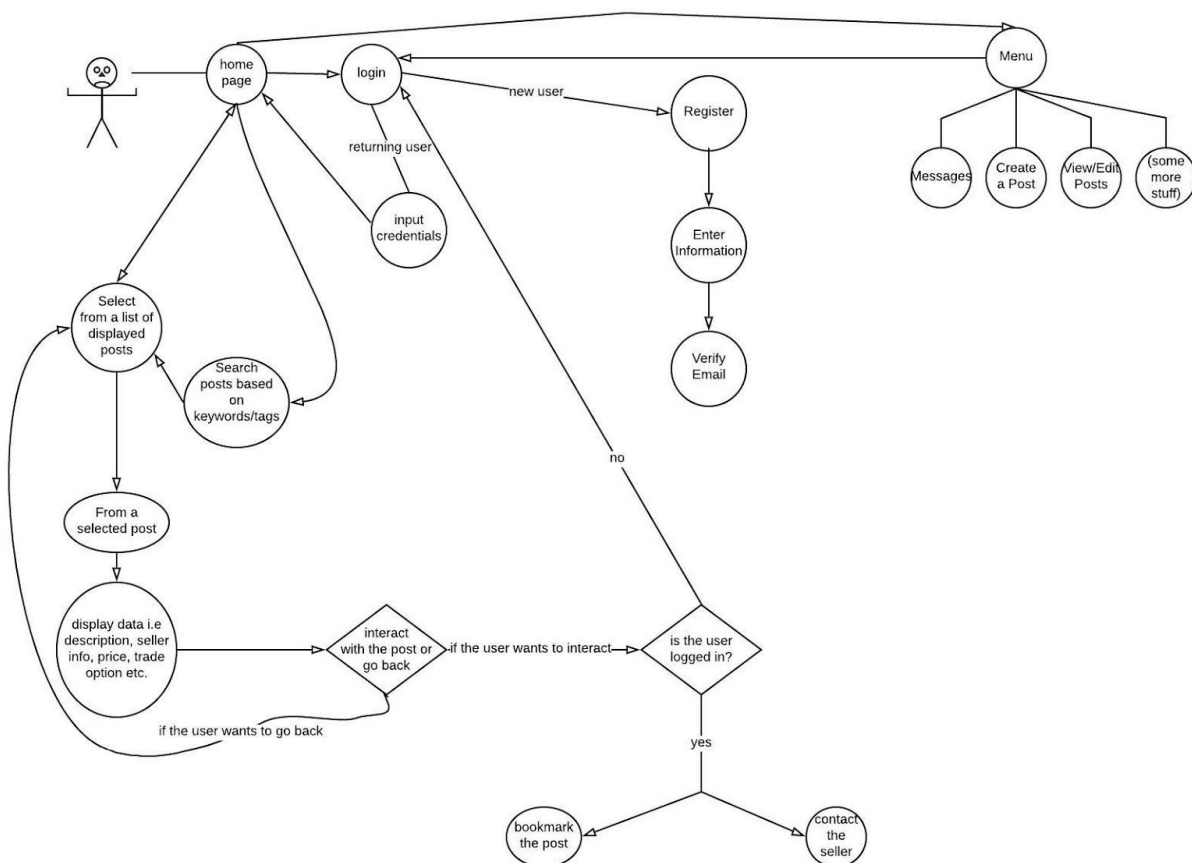 home
page
login
Menu
new user
Register
returning user
Messages
Create
a Post
View/Edit
Posts
(some
more
stuff)
input
credentials
Enter
Information
Select
from a list of
displayed
posts
Search
posts based
on
keywords/tags
Verify
Email
no
From a
selected post
display data i.e
description, seller
info, price, trade
option etc.
interact
with the post or
go back
if the user wants to interact
is the user
logged in?
if the user wants to go back
yes
bookmark
the post
contact
the
seller